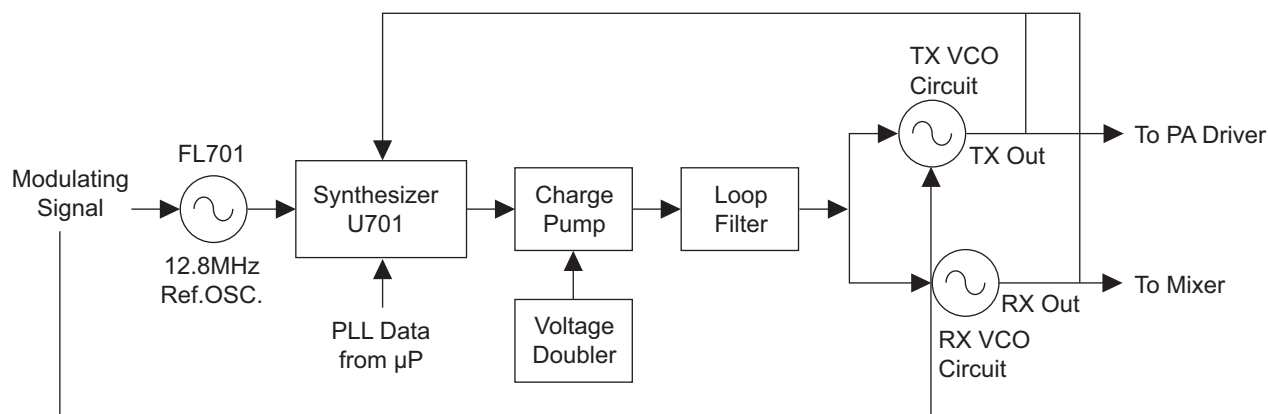 Modulating
Signal
FL701
12.8MHz
Ref.OSC.
Synthesizer
U701
PLL Data
from µP
Charge
Pump
Voltage
Doubler
Loop
Filter
TX VCO
Circuit
TX Out
To PA Driver
RX Out
To Mixer
RX VCO
Circuit